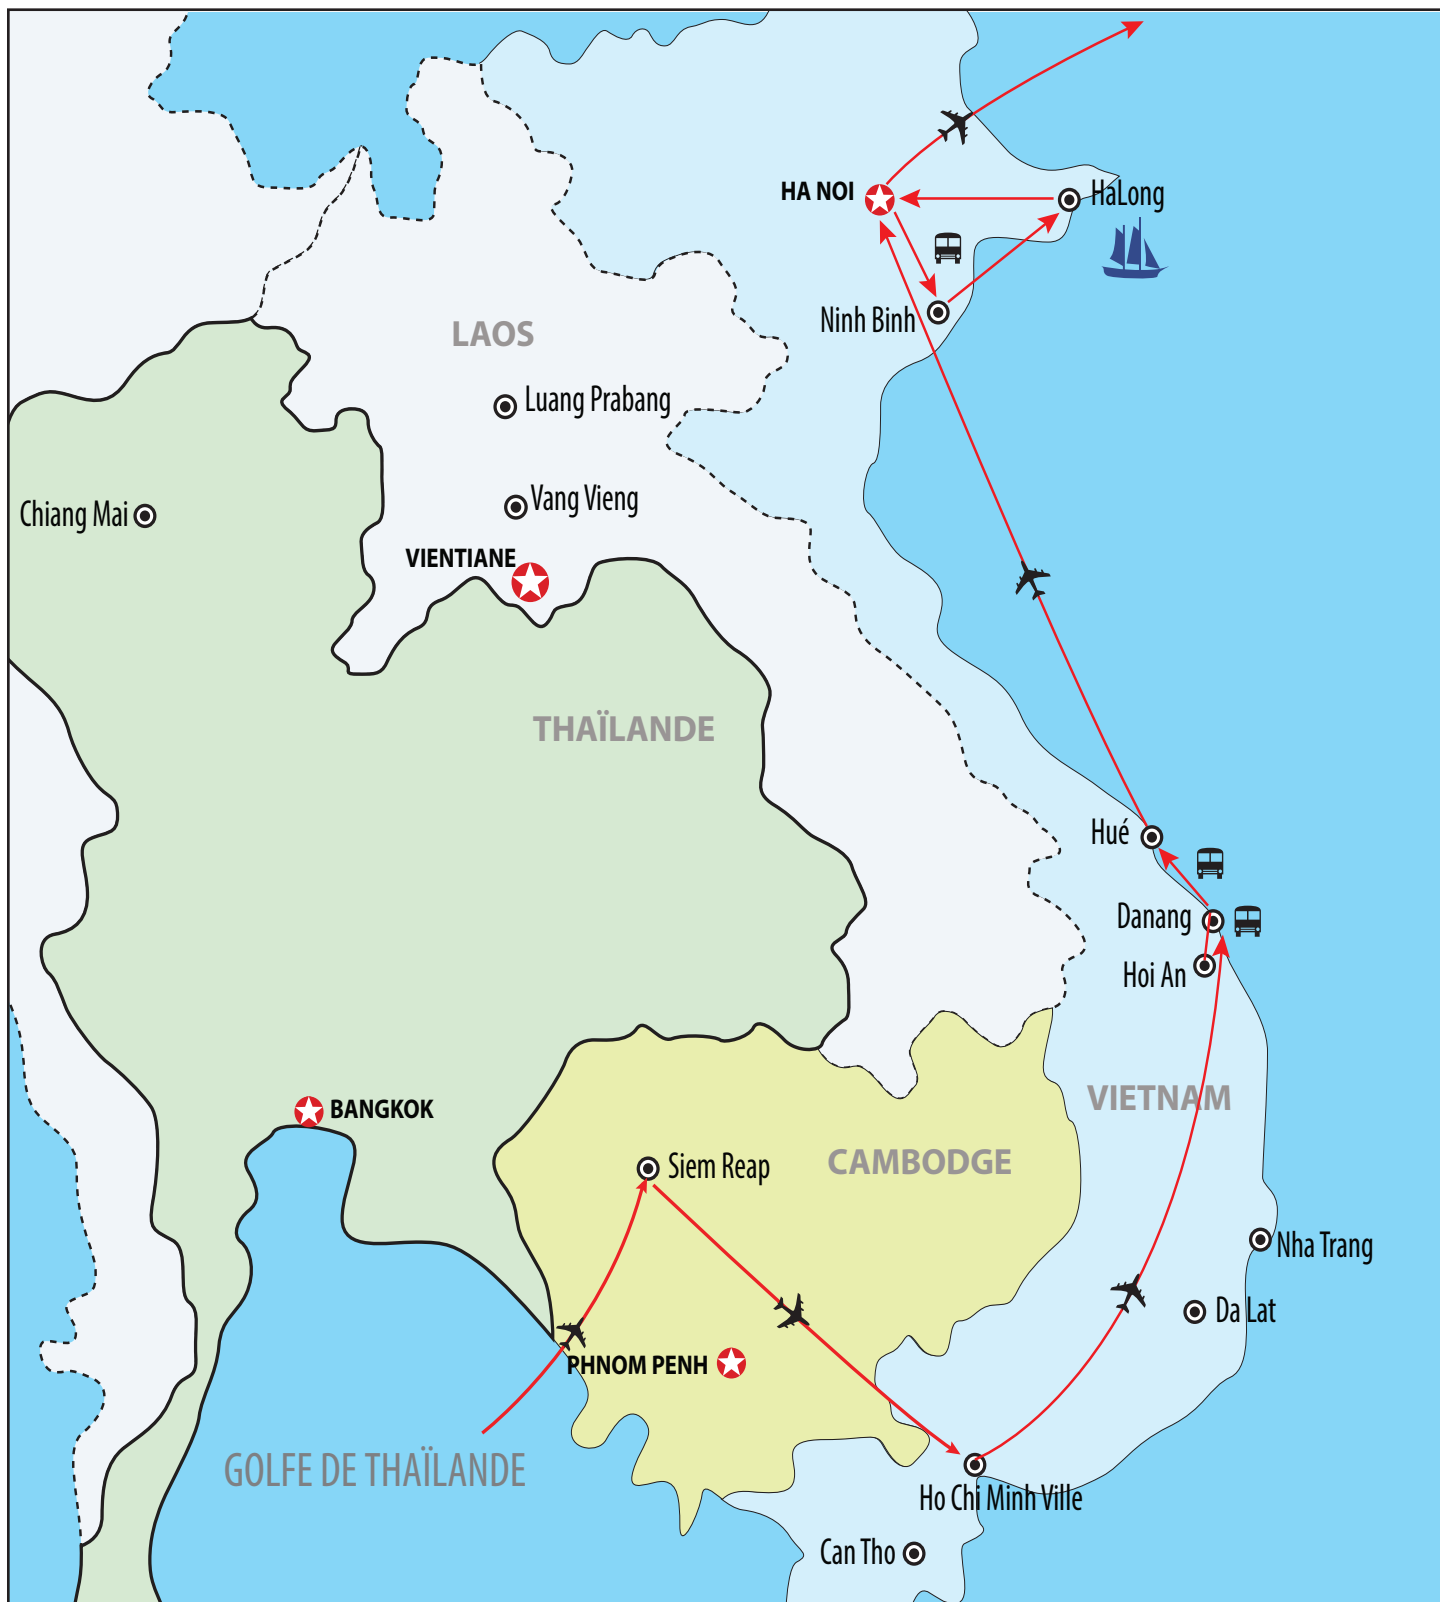 HA NOI
HaLong
Ninh Binh
LAOS
Luang Prabang
Vang Vieng
Chiang Mai
VIENTIANE
THAÏLANDE
Hué
Danang
Hoi An
VIETNAM
BANGKOK
CAMBODGE
Siem Reap
Nha Trang
Da Lat
PHNOM PENH
GOLFE DE THAÏLANDE
Ho Chi Minh Ville
Can Tho